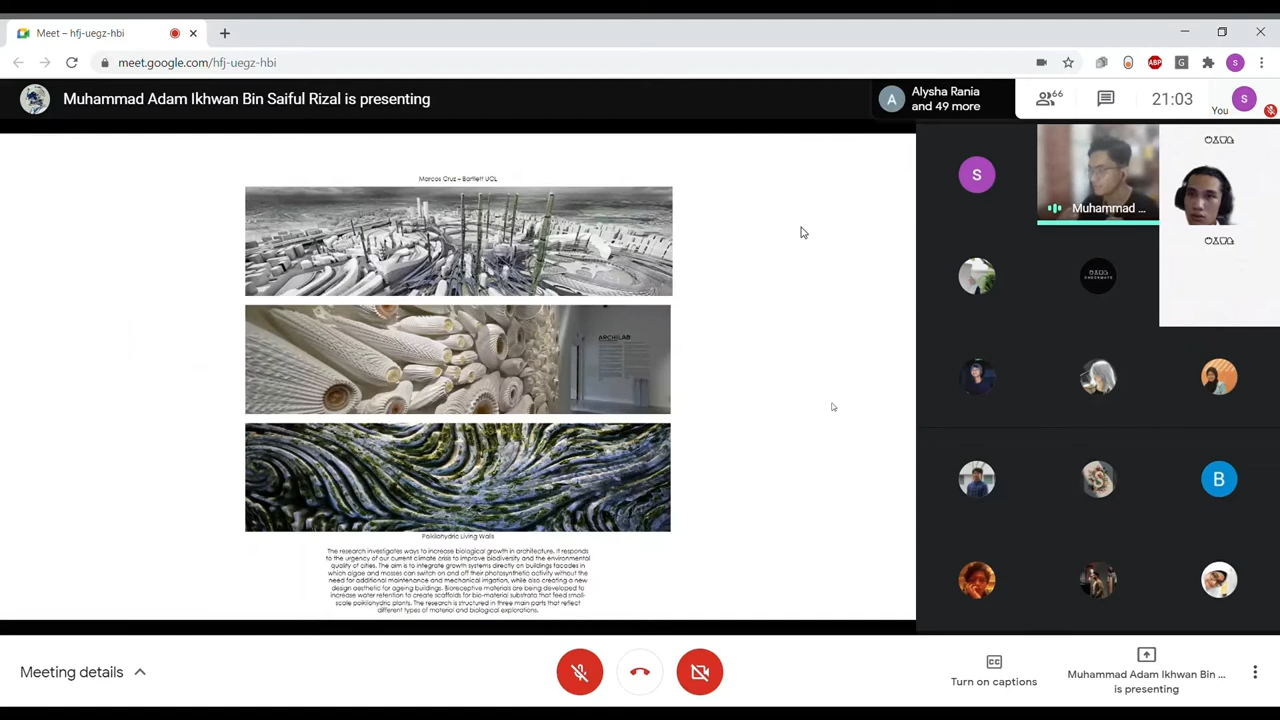 Meet – hfj-uegz-hbi
meet.google.com/hfj-uegz-hbi
ABP
G
S
Muhammad Adam Ikhwan Bin Saiful Rizal is presenting
A
Alysha Rania
and 49 more
66
21:03
You
S
Marcos Cruz – Bartlett UCL
ARCHILAB
Poikilohydric Living Walls
The research investigates ways to increase biological growth in architecture. It responds
to the urgency of our current climate crisis to improve biodiversity and the environmental
quality of cities. The aim is to integrate growth systems directly on buildings facades in
which algae and mosses can switch on and off their photosynthetic activity without the
need for additional maintenance and mechanical irrigation, while also creating a new
design aesthetic for ageing buildings. Bioreceptive materials are being developed to
increase water retention to create scaffolds for bio-material substrata that feed small-
scale poikilohydric plants. The research is structured in three main parts that reflect
different types of material and biological explorations.
S
Muhammad ...
B
Meeting details
CC
Turn on captions
Muhammad Adam Ikhwan Bin ...
is presenting